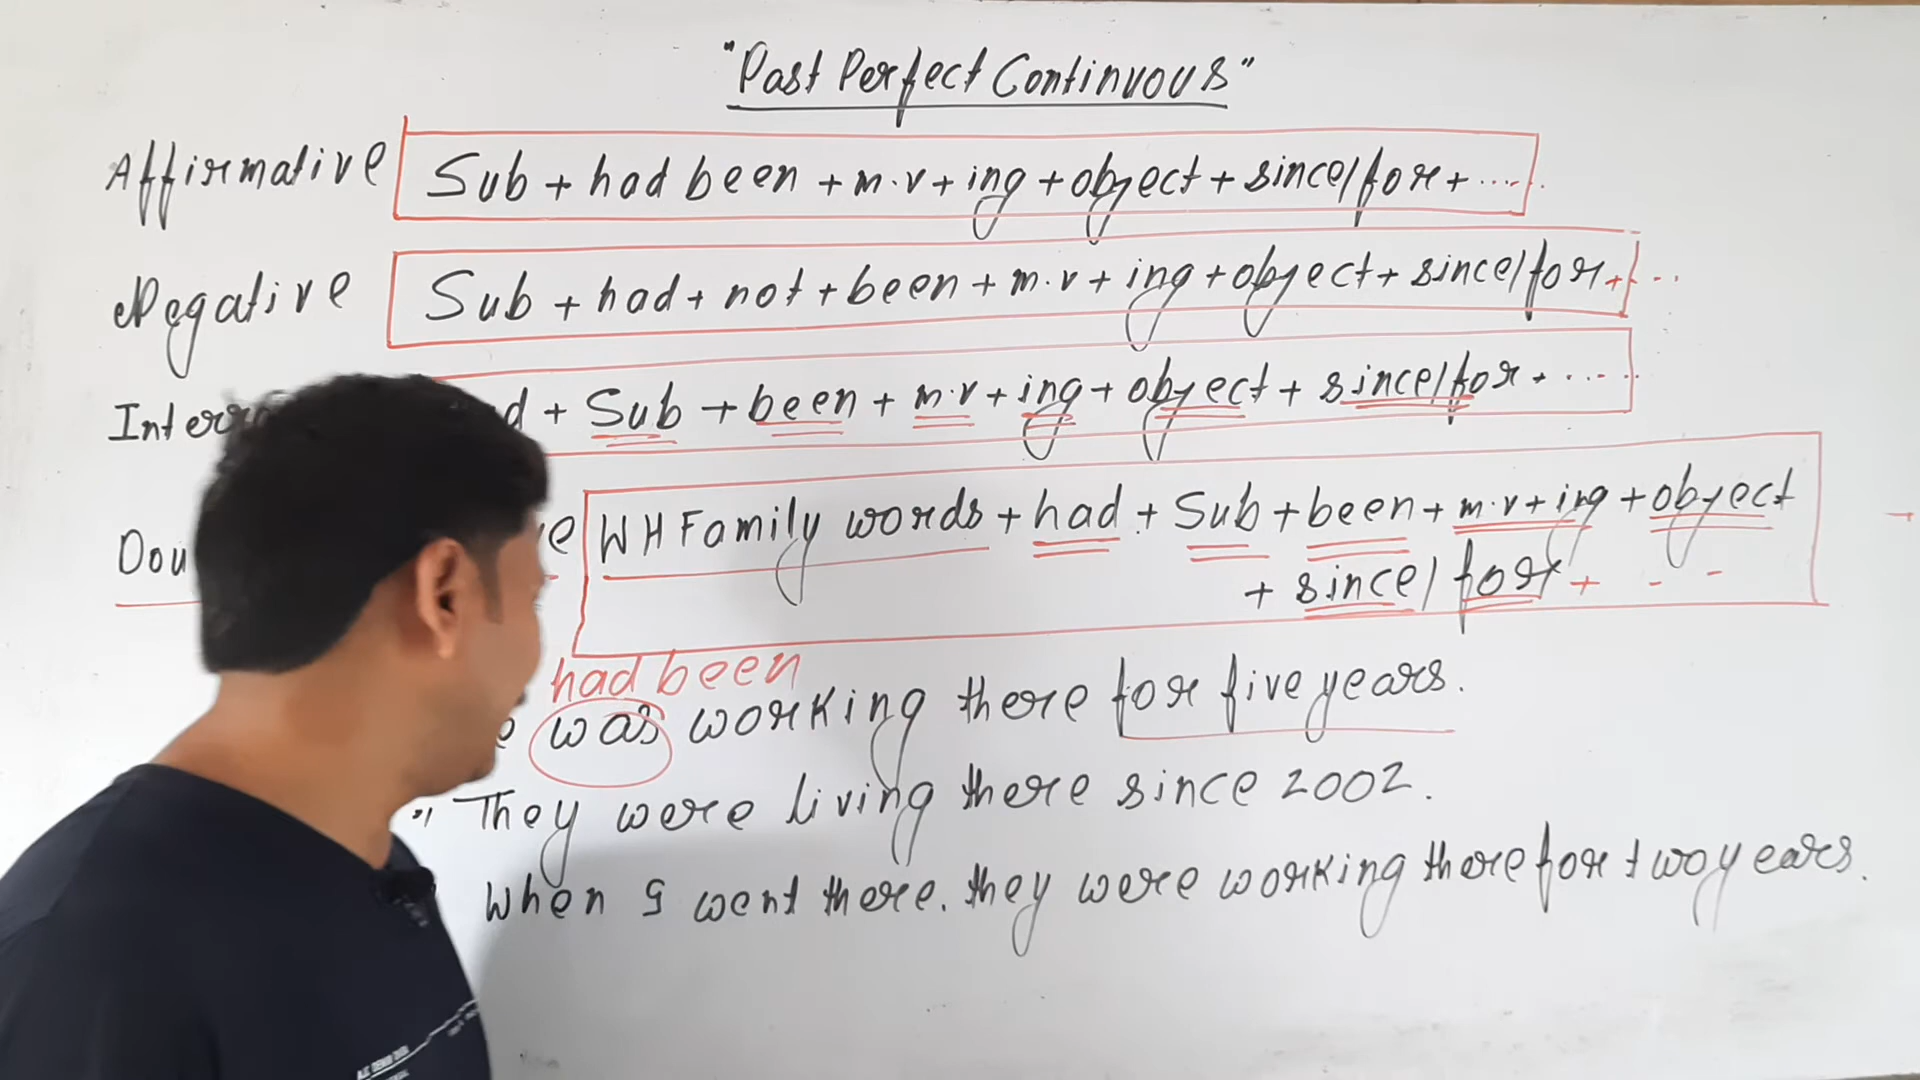 "Past Perfect Continuous"
Affirmative Sub + had been + m.v + ing + object + since/for + .....
Negative Sub + had + not + been + m.v + ing + object + since/for + ...
+ Sub + been + m.v + ing + object + since/for + ....
WH Family words + had + Sub + been + m.v + ing + object
+ since/for + - -
had been
was working there for five years.
" They were living there since 2002.
When I went there. they were working there for two years.